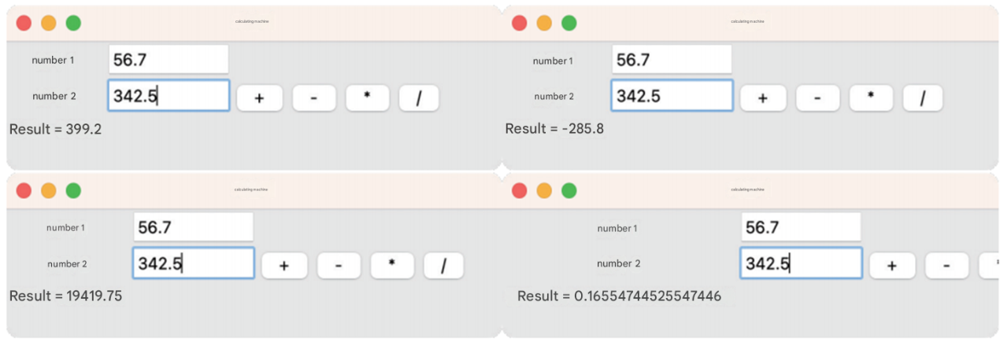 calculating machine
number 1 56.7
number 2 342.5 + - * /
Result = 399.2
calculating machine
number 1 56.7
number 2 342.5 + - * /
Result = -285.8
calculating machine
number 1 56.7
number 2 342.5 + - * /
Result = 19419.75
calculating machine
number 1 56.7
number 2 342.5 + -
Result = 0.16554744525547446